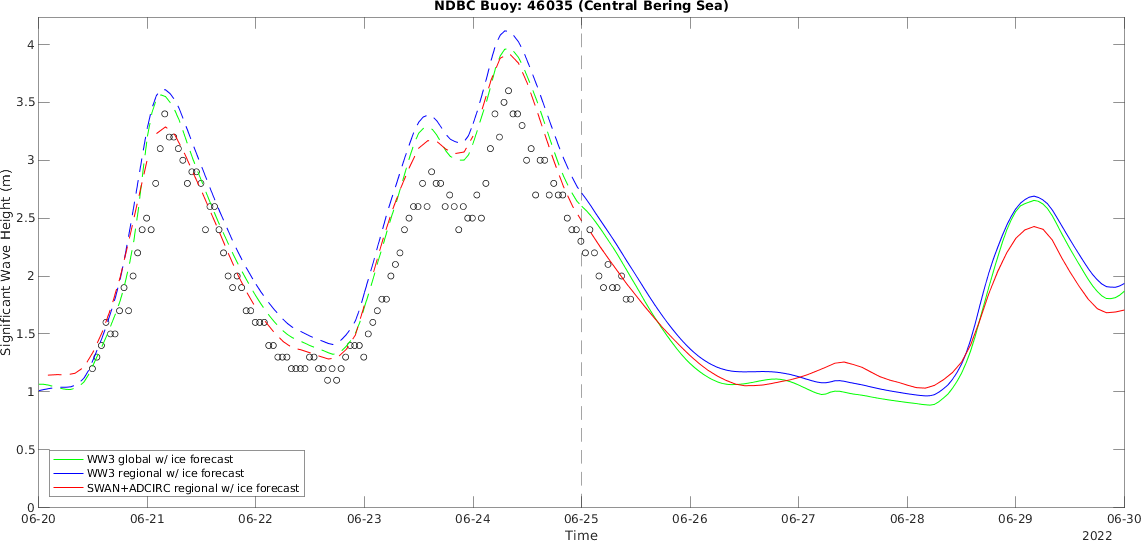 NDBC Buoy: 46035 (Central Bering Sea)
Significant Wave Height (m)
4
3.5
3
2.5
2
1.5
1
0.5
0
WW3 global w/ ice forecast
WW3 regional w/ ice forecast
SWAN+ADCIRC regional w/ ice forecast
06-20 06-21 06-22 06-23 06-24 06-25 06-26 06-27 06-28 06-29 06-30
Time
2022